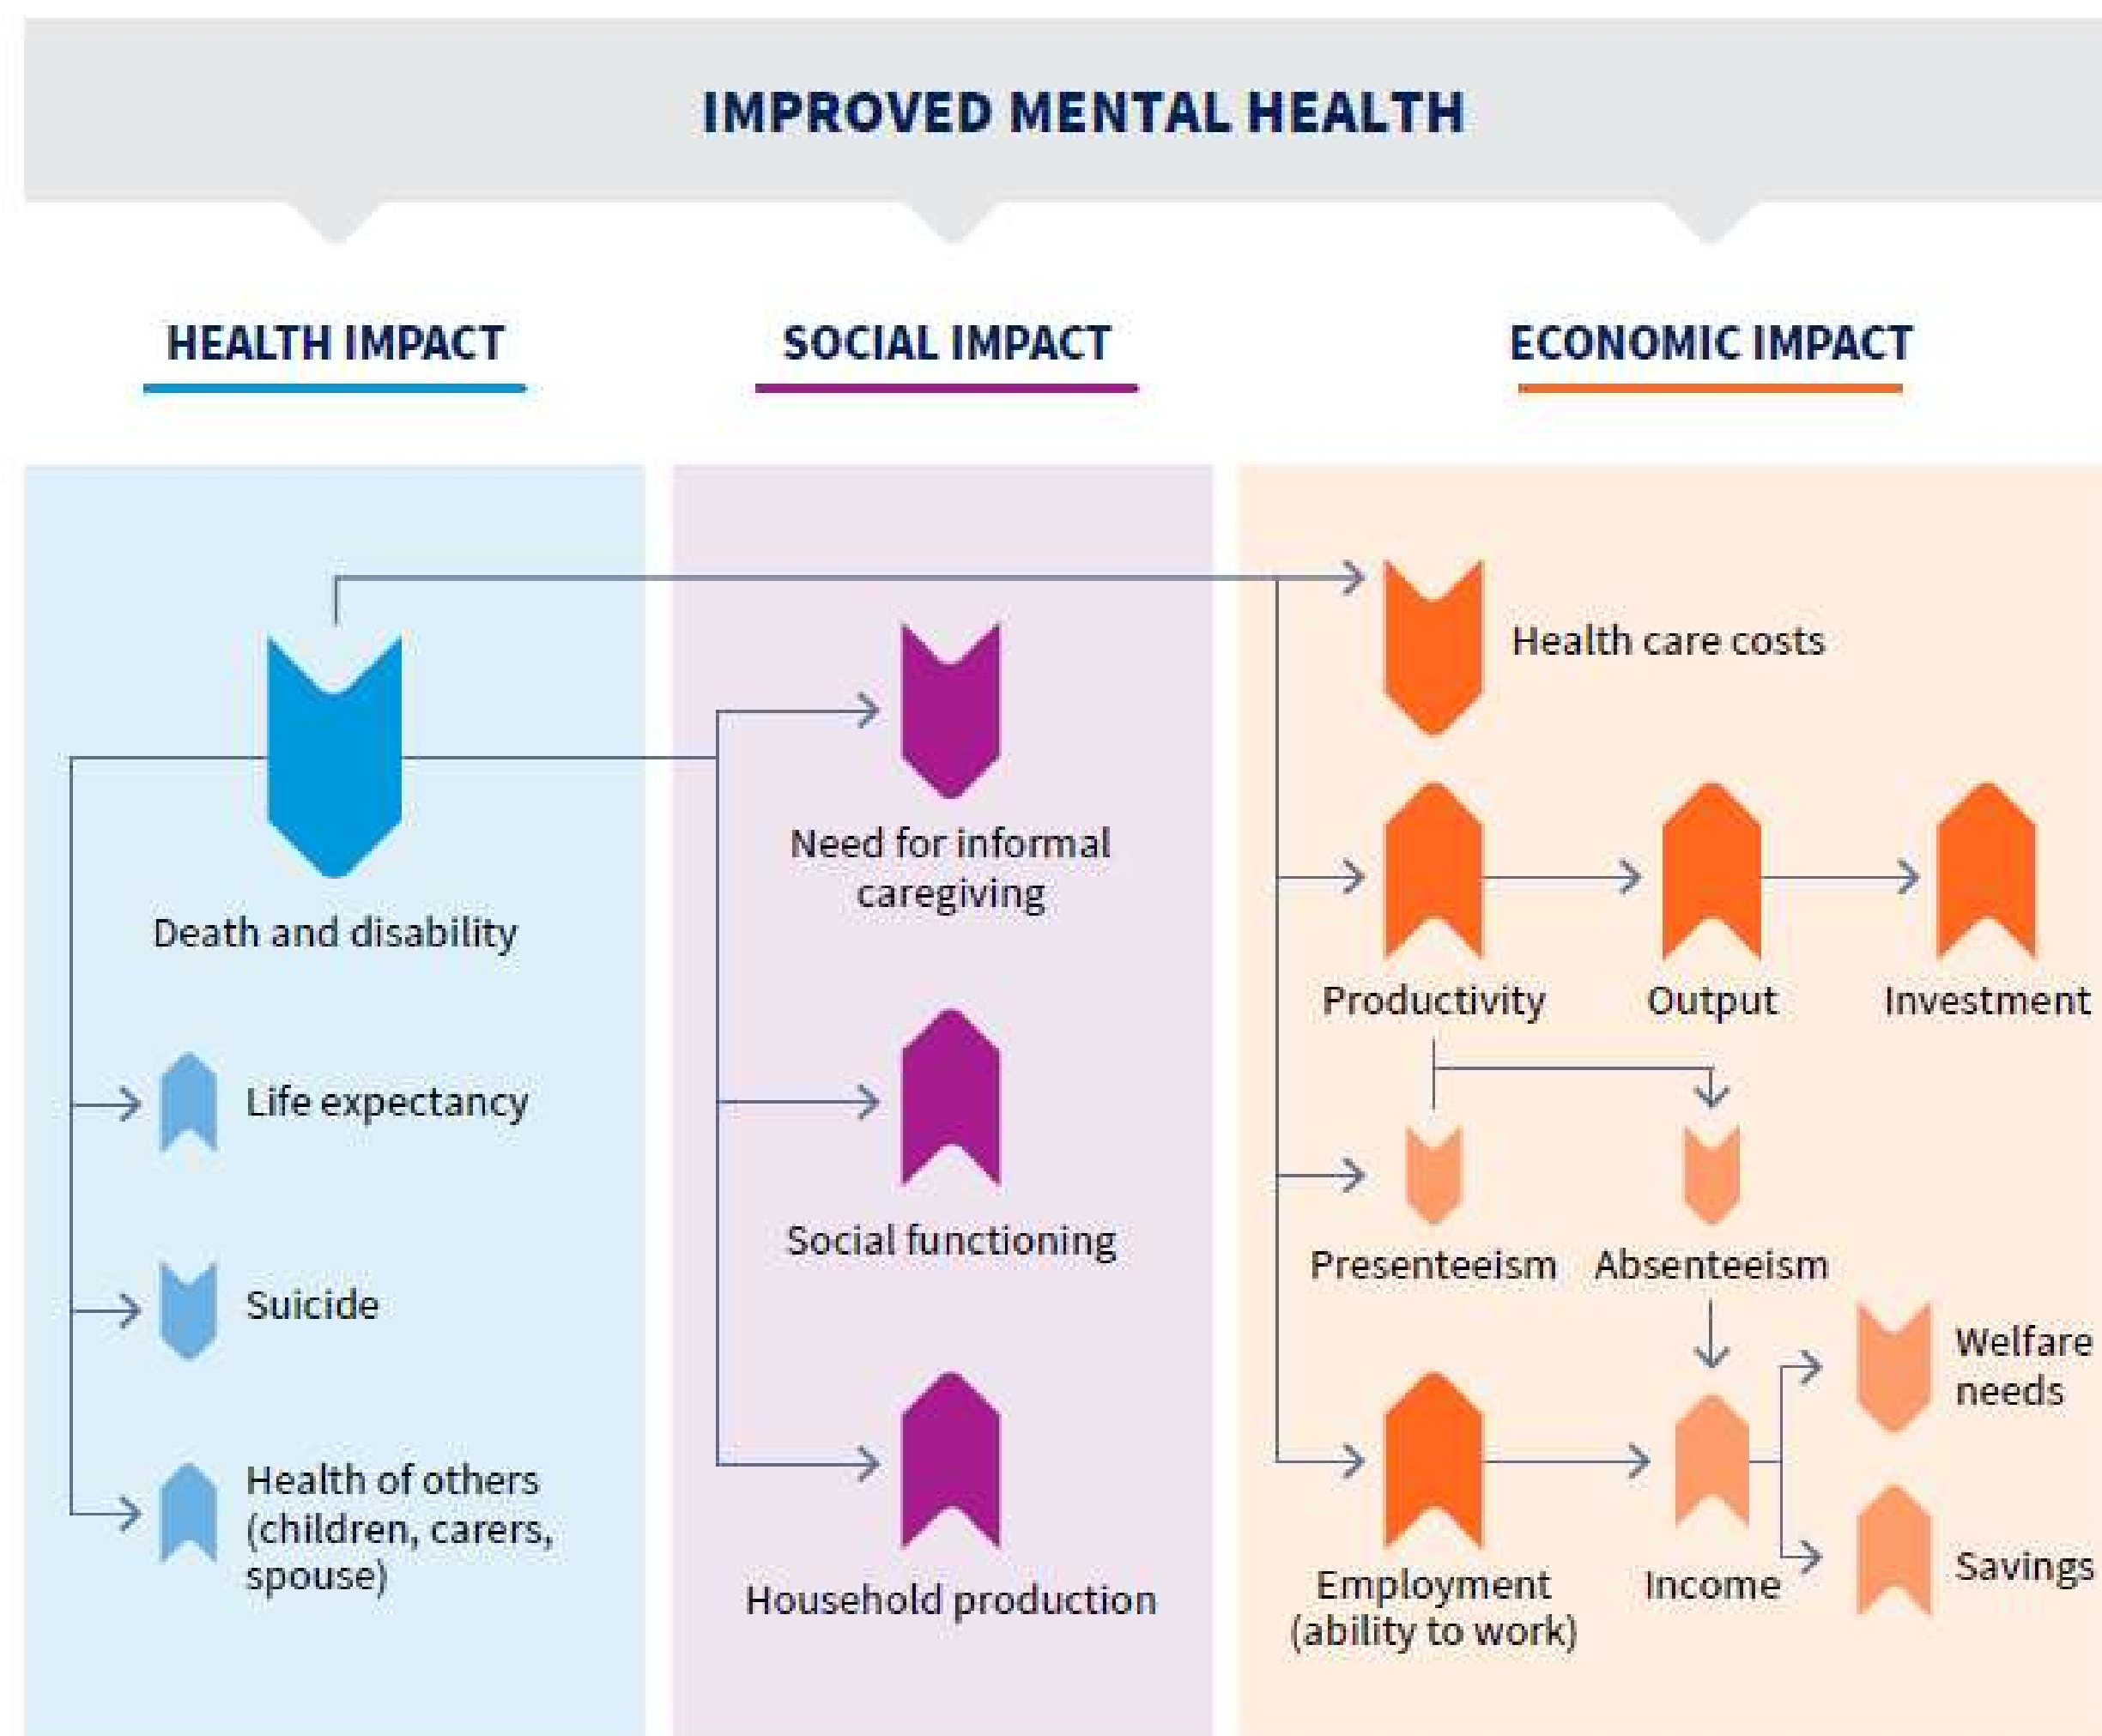 IMPROVED MENTAL HEALTH
HEALTH IMPACT
SOCIAL IMPACT
ECONOMIC IMPACT
Death and disability
Life expectancy
Suicide
Health of others
(children, carers,
spouse)
Need for informal
caregiving
Social functioning
Household production
Health care costs
Productivity
Output
Investment
Presenteeism
Absenteeism
Employment
(ability to work)
Income
Welfare
needs
Savings